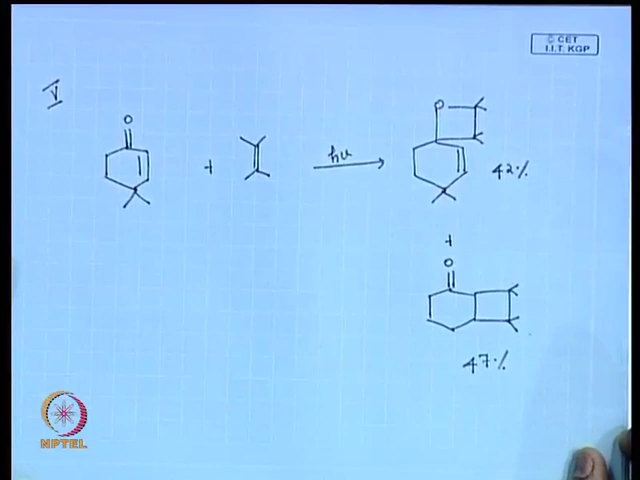 © CET
I.I.T. KGP
V
O
+
hν
O
42%
+
O
47%
NPTEL